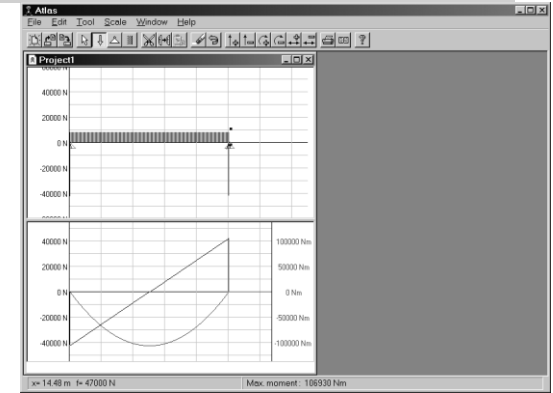 Atlas
File Edit Tool Scale Window Help
Project1
40000 N
20000 N
0 N
-20000 N
-40000 N
40000 N
20000 N
0 N
-20000 N
-40000 N
100000 Nm
50000 Nm
0 Nm
-50000 Nm
-100000 Nm
x= 14.48 m f= 47000 N
Max. moment : 106930 Nm